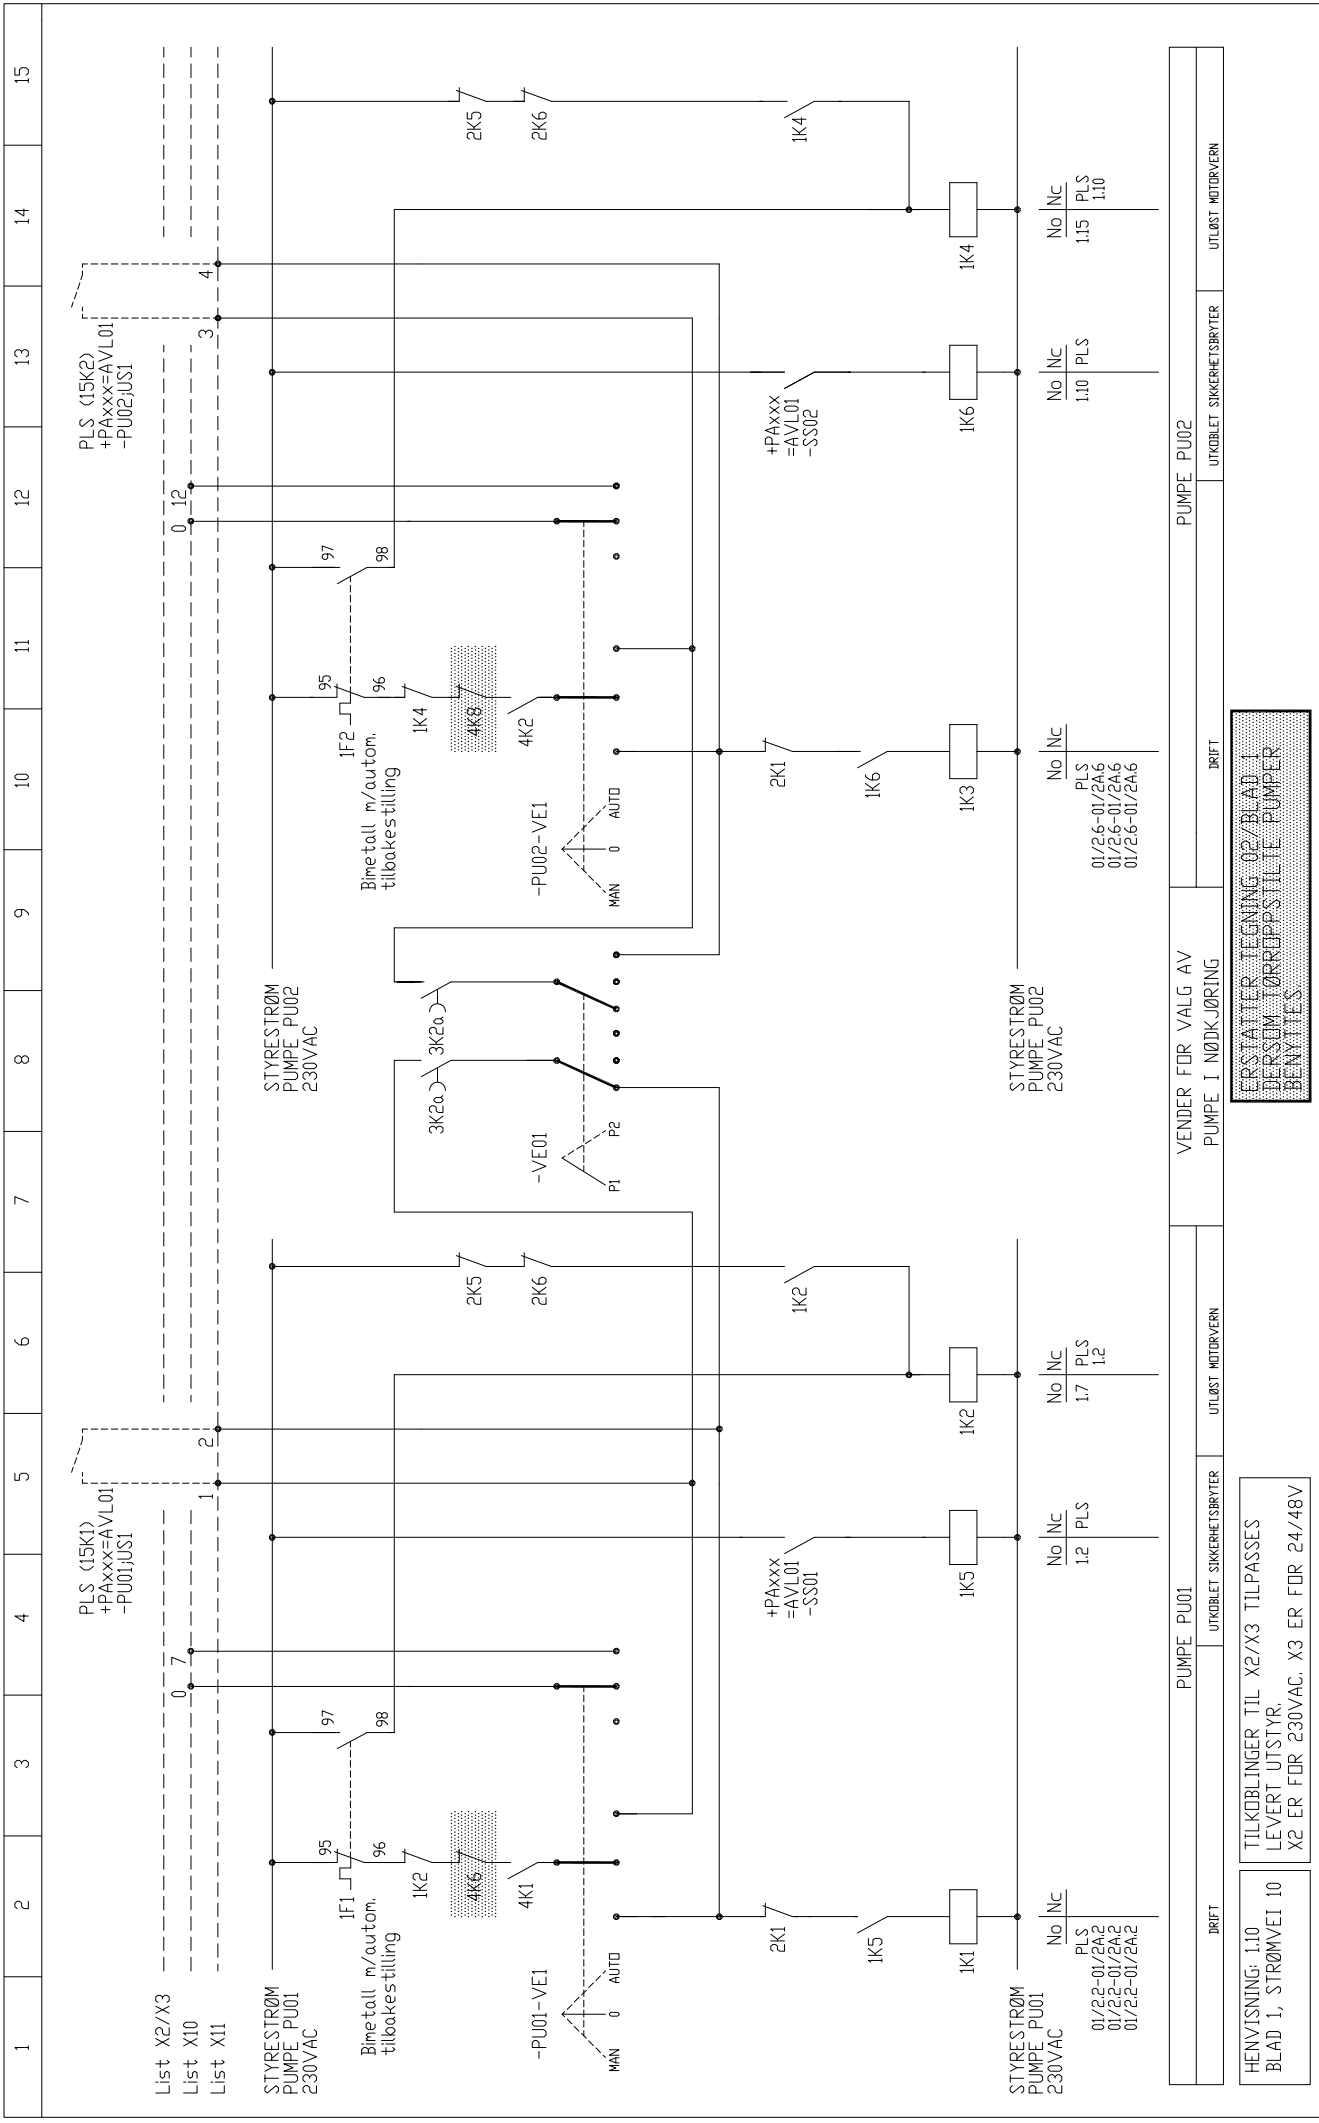 1 2 3 4 5 6 7 8 9 10 11 12 13 14 15
List X2/X3
List X10
List X11
0 7
PLS (15K1)
+PAxxx=AVL01
-PU01;US1
1 2
0 12
PLS (15K2)
+PAxxx=AVL01
-PU02;US1
3 4
STYRESTRØM
PUMPE PU01
230VAC
Bimetall m/autom.
tilbakestilling
1F1
95
96
97
98
1K2
4K6
4K1
-PU01-VE1
MAN 0 AUTO
2K1
1K5
1K1
+PAxxx
=AVL01
-SS01
1K5
2K5
2K6
1K2
1K2
3K2a
3K2a
-VE01
P1 P2
STYRESTRØM
PUMPE PU02
230VAC
Bimetall m/autom.
tilbakestilling
1F2
95
96
97
98
1K4
4K8
4K2
-PU02-VE1
MAN 0 AUTO
2K1
1K6
1K3
+PAxxx
=AVL01
-SS02
1K6
2K5
2K6
1K4
1K4
STYRESTRØM
PUMPE PU01
230VAC
No Nc
PLS
01/2.2-01/2A.2
01/2.2-01/2A.2
01/2.2-01/2A.2
No Nc
1.2 PLS
No Nc
1.7 PLS
1.2
STYRESTRØM
PUMPE PU02
230VAC
No Nc
PLS
01/2.6-01/2A.6
01/2.6-01/2A.6
01/2.6-01/2A.6
No Nc
1.10 PLS
No Nc
1.15 PLS
1.10
PUMPE PU01
DRIFT
UTKOBLET SIKKERHETSBRYTER
UTLØST MOTORVERN
VENDER FOR VALG AV
PUMPE I NØDKJØRING
PUMPE PU02
DRIFT
UTKOBLET SIKKERHETSBRYTER
UTLØST MOTORVERN
HENVISNING: 1.10
BLAD 1, STRØMVEI 10
TILKOBLINGER TIL X2/X3 TILPASSES
LEVERT UTSTYR.
X2 ER FOR 230VAC. X3 ER FOR 24/48V
ERSTATTER TEGNING 02/BLAD 1
DERSOM TØRROPPSTILTE PUMPER
BENYTTES